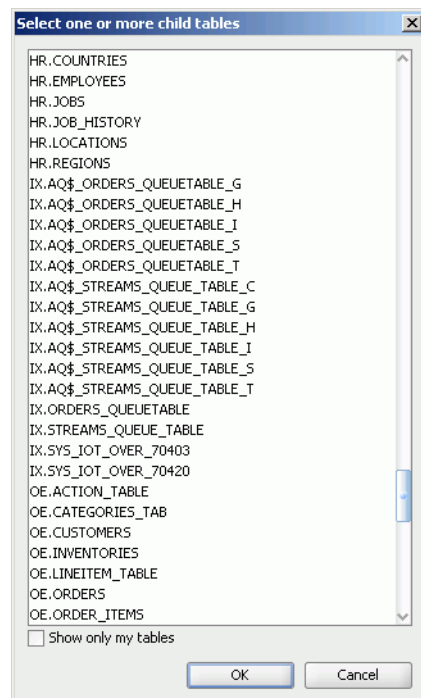 Select one or more child tables
HR.COUNTRIES
HR.EMPLOYEES
HR.JOBS
HR.JOB_HISTORY
HR.LOCATIONS
HR.REGIONS
IX.AQ$_ORDERS_QUEUETABLE_G
IX.AQ$_ORDERS_QUEUETABLE_H
IX.AQ$_ORDERS_QUEUETABLE_I
IX.AQ$_ORDERS_QUEUETABLE_S
IX.AQ$_ORDERS_QUEUETABLE_T
IX.AQ$_STREAMS_QUEUE_TABLE_C
IX.AQ$_STREAMS_QUEUE_TABLE_G
IX.AQ$_STREAMS_QUEUE_TABLE_H
IX.AQ$_STREAMS_QUEUE_TABLE_I
IX.AQ$_STREAMS_QUEUE_TABLE_S
IX.AQ$_STREAMS_QUEUE_TABLE_T
IX.ORDERS_QUEUETABLE
IX.STREAMS_QUEUE_TABLE
IX.SYS_IOT_OVER_70403
IX.SYS_IOT_OVER_70420
OE.ACTION_TABLE
OE.CATEGORIES_TAB
OE.CUSTOMERS
OE.INVENTORIES
OE.LINEITEM_TABLE
OE.ORDERS
OE.ORDER_ITEMS
Show only my tables
OK Cancel